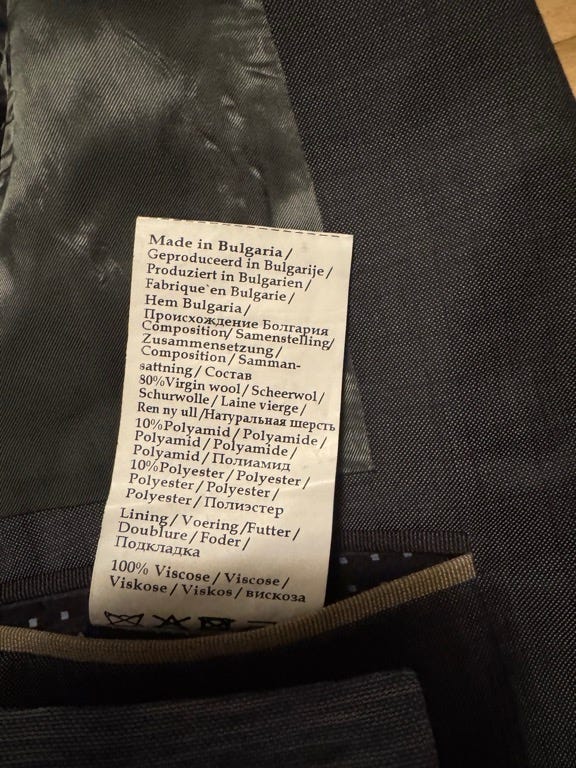 Made in Bulgaria/
Geproduceerd in Bulgarije/
Produziert in Bulgarien/
Fabrique`en Bulgarie/
Hem Bulgaria/
Происхождение Болгария
Composition/Samenstelling/
Zusammensetzung/
Composition/Samman-
sattning/Состав
80%Virgin wool/Scheerwol/
Schurwolle/Laine vierge/
Ren ny ull/Натуральная шерсть
10%Polyamid/Polyamide/
Polyamid/Polyamide/
Polyamid/Полиамид
10%Polyester/Polyester/
Polyester/Polyester/
Polyester/Полиэстер
Lining/Voering/Futter/
Doublure/Foder/
Подкладка
100% Viscose/Viscose/
Viskose/Viskos/вискоза